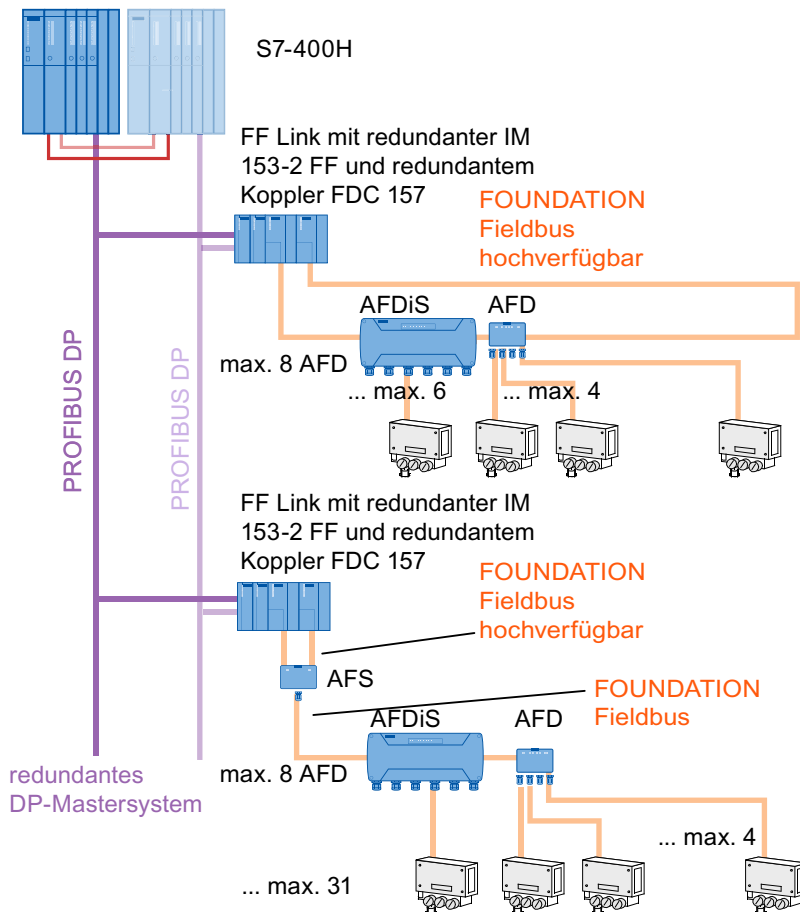 S7-400H
FF Link mit redundanter IM
153-2 FF und redundantem
Koppler FDC 157
FOUNDATION
Fieldbus
hochverfügbar
AFDiS
AFD
max. 8 AFD
... max. 6
... max. 4
PROFIBUS DP
PROFIBUS DP
FF Link mit redundanter IM
153-2 FF und redundantem
Koppler FDC 157
FOUNDATION
Fieldbus
hochverfügbar
AFS
FOUNDATION
Fieldbus
AFDiS
AFD
max. 8 AFD
redundantes
DP-Mastersystem
... max. 4
... max. 31